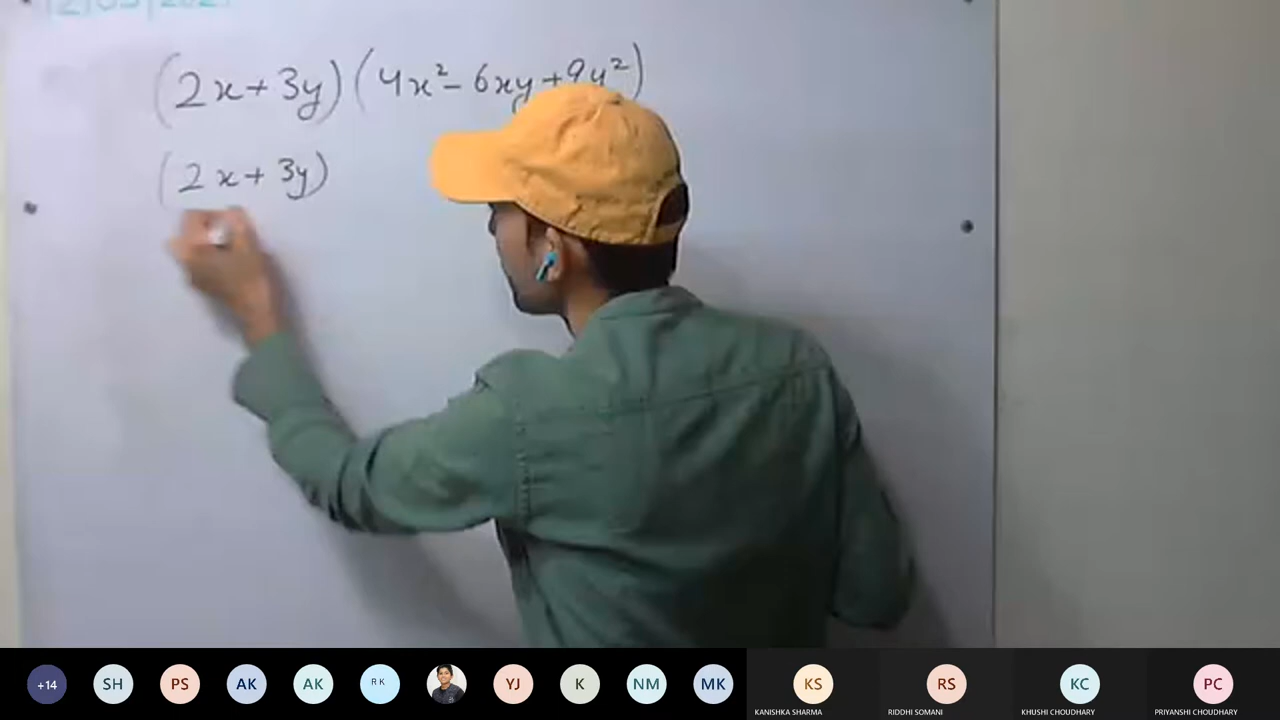 (2x+3y)(4x²-6xy+9y²)
(2x+3y)
+14 SH PS AK AK RK YJ K NM MK KS RS KC PC
KANISHKA SHARMA RIDDHI SOMANI KHUSHI CHOUDHARY PRIYANSHI CHOUDHARY